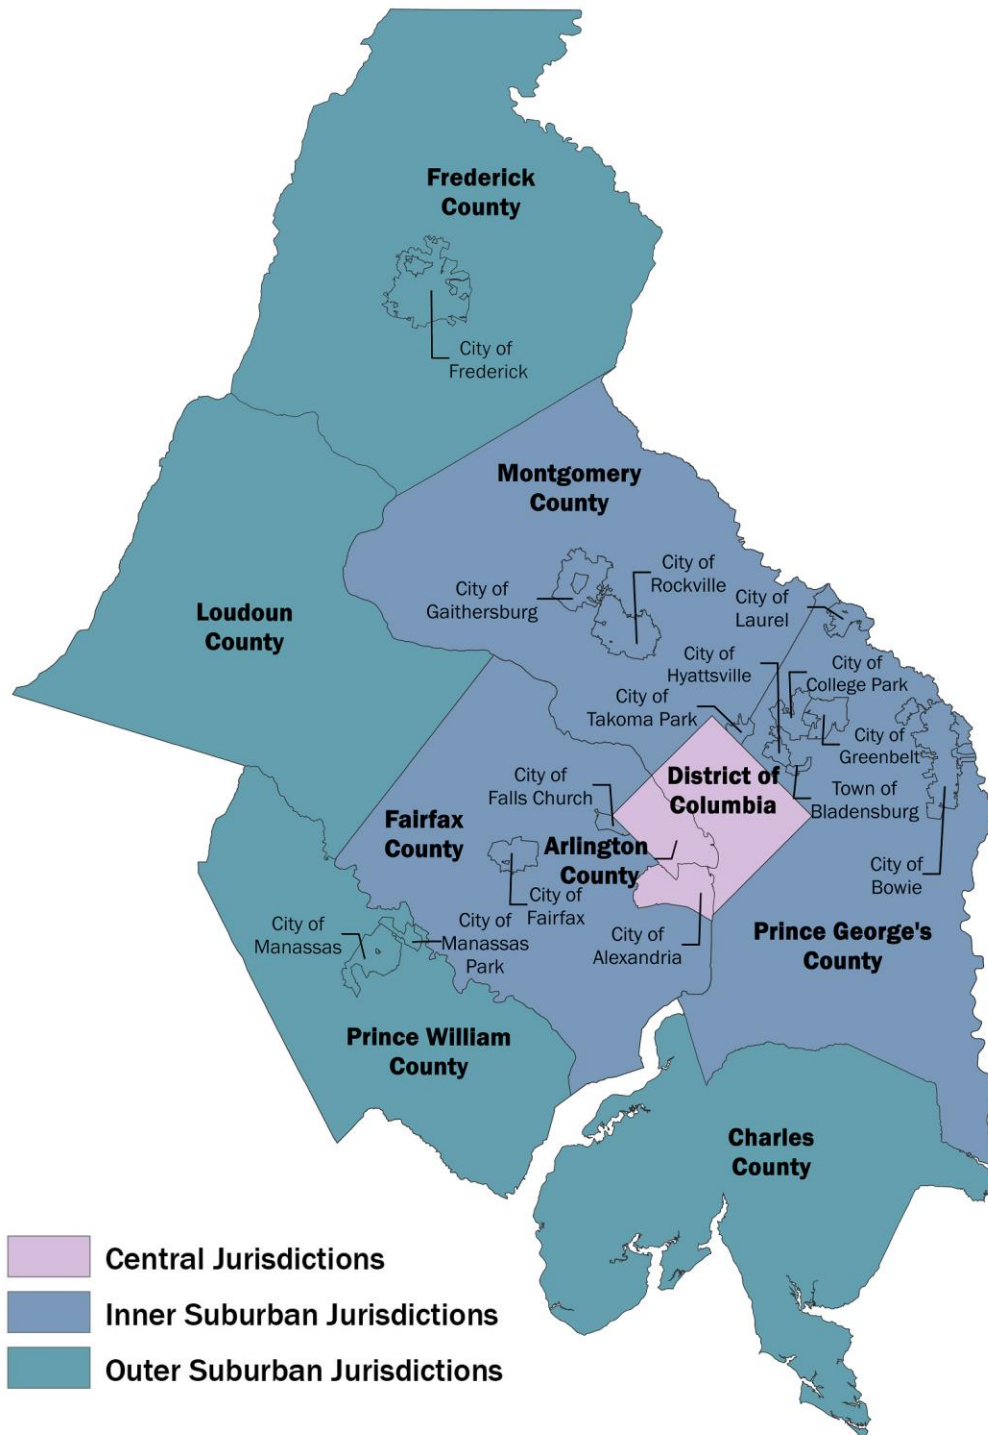 Frederick
County
City of
Frederick
Montgomery
County
City of
Rockville
City of
Gaithersburg
City of
Laurel
Loudoun
County
City of
Hyattsville
City of
College Park
City of
Takoma Park
City of
Greenbelt
District of
Columbia
City of
Falls Church
Town of
Bladensburg
Fairfax
County
Arlington
County
City of
Bowie
City of
Fairfax
City of
Manassas
City of
Manassas
Park
City of
Alexandria
Prince George's
County
Prince William
County
Charles
County
Central Jurisdictions
Inner Suburban Jurisdictions
Outer Suburban Jurisdictions